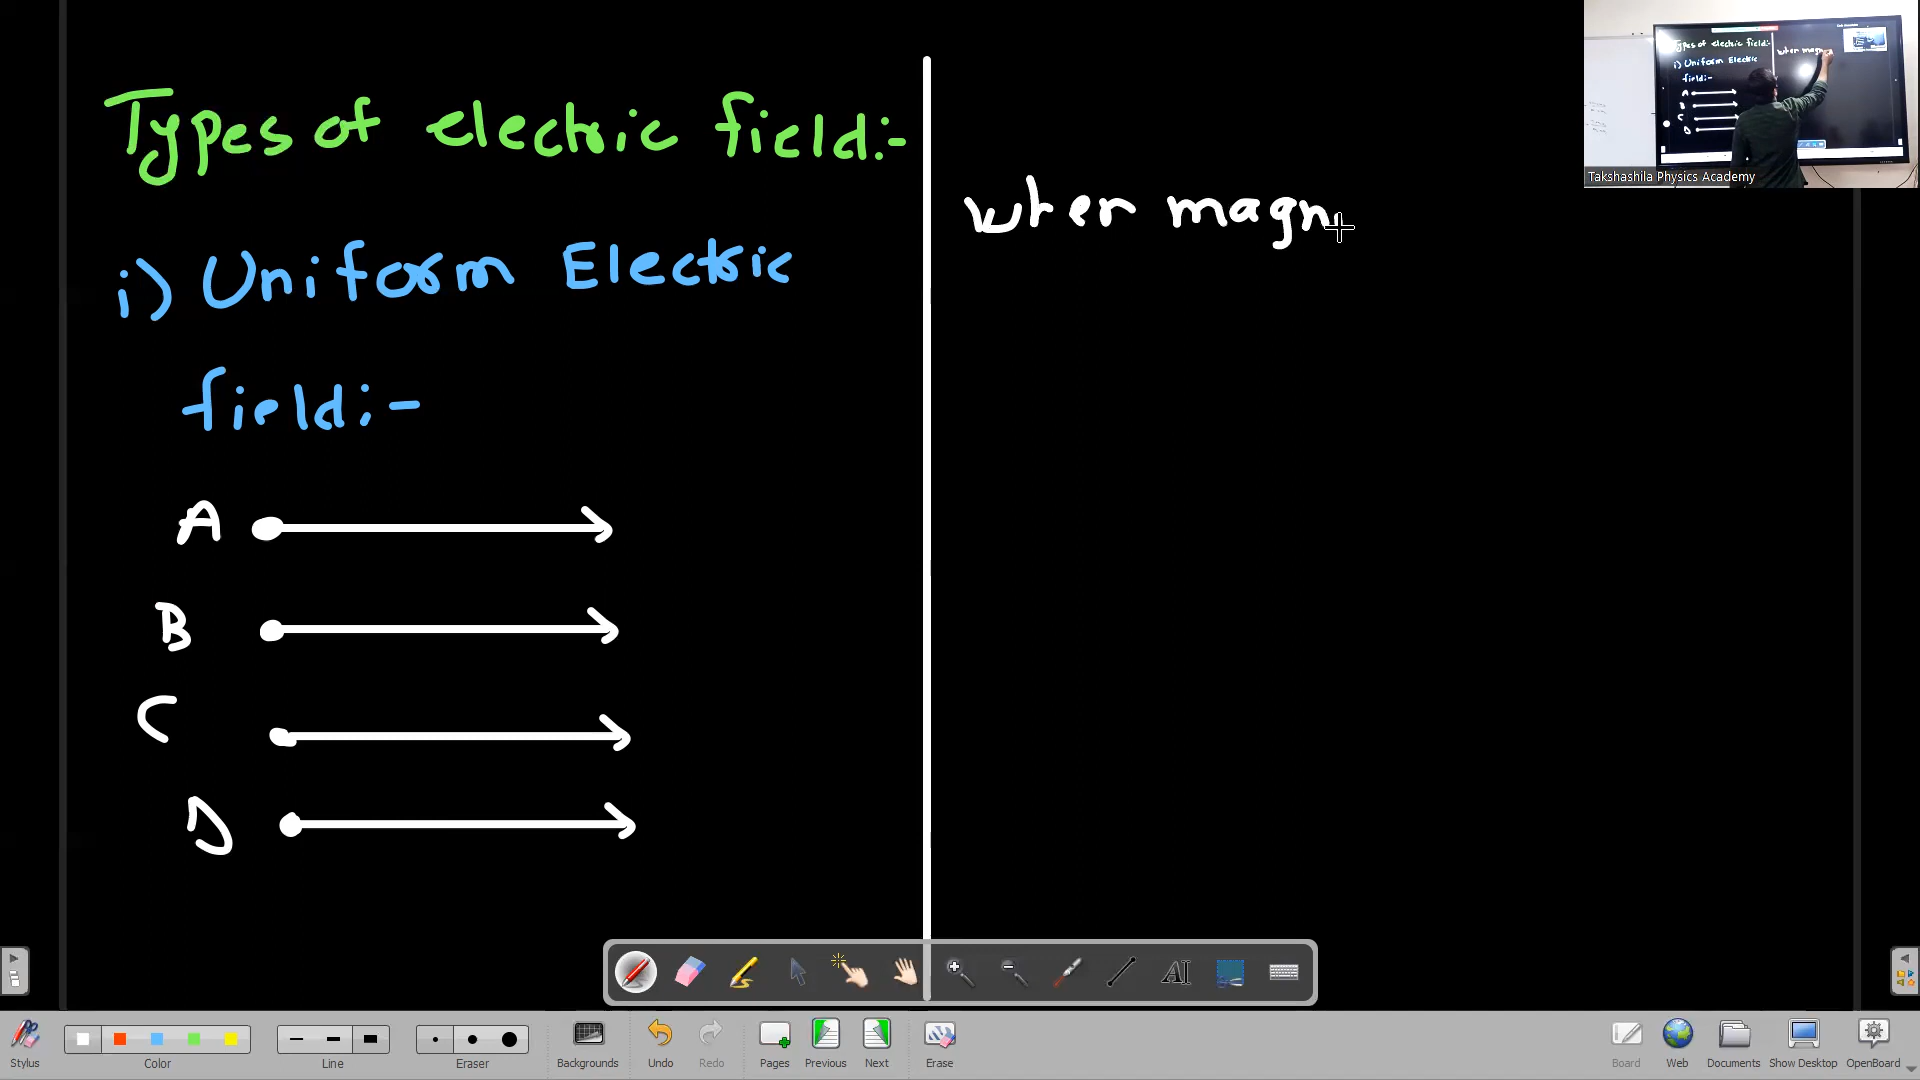 Types of electric field:-
i) Uniform Electric
field:-
A
B
C
D
wher magn
Takshashila Physics Academy
Stylus
Color
Line
Eraser
Backgrounds
Undo
Redo
Pages
Previous
Next
Erase
Board
Web
Documents
Show Desktop
OpenBoard